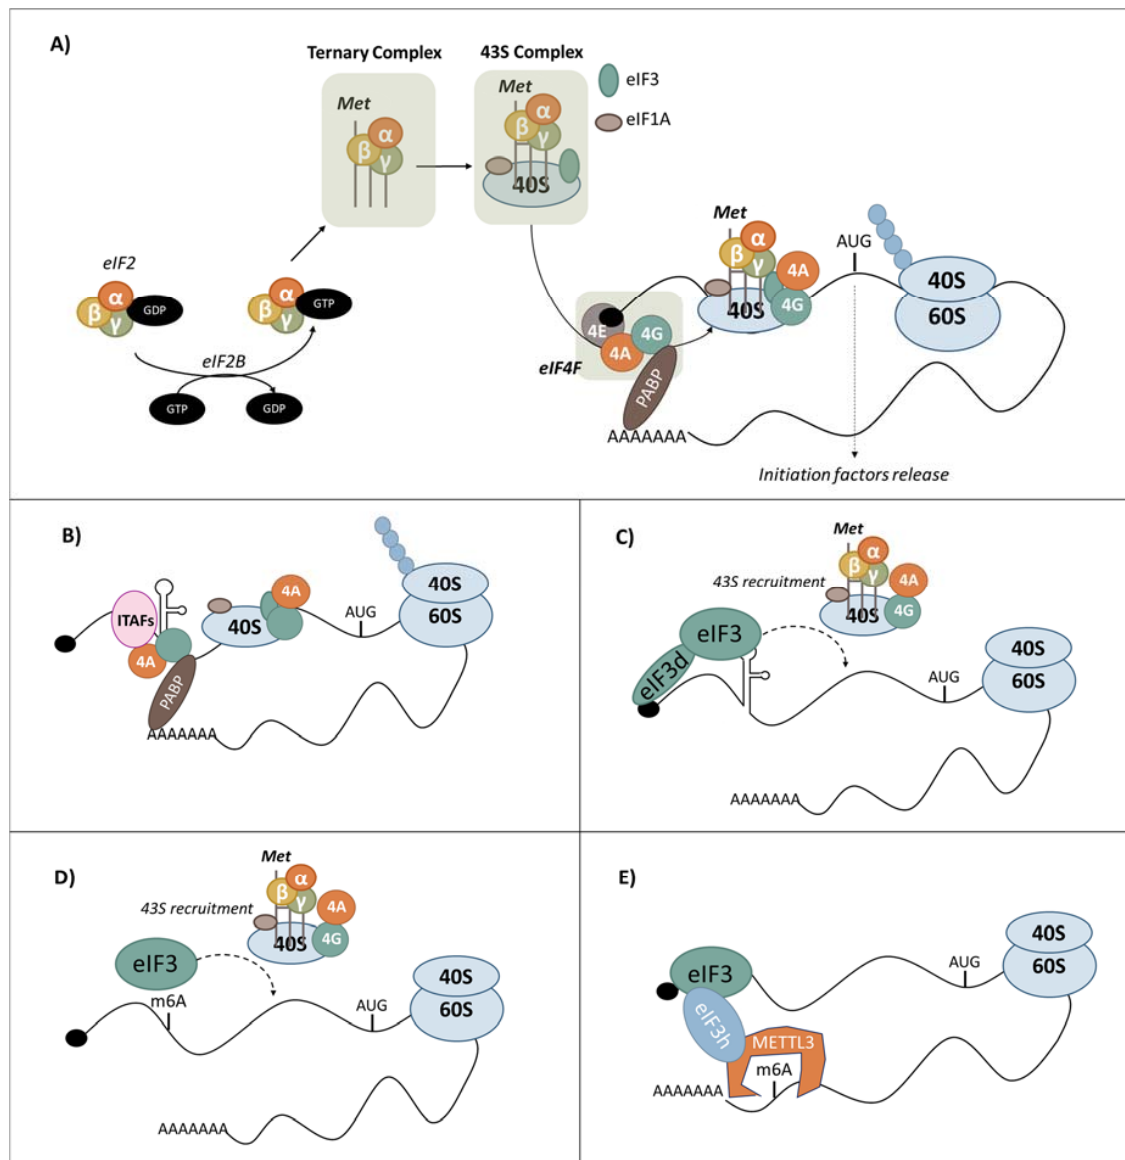 A)
Ternary Complex
43S Complex
Met
β
α
γ
Met
β
α
γ
40S
eIF3
eIF1A
eIF2
β
α
γ
GDP
β
α
γ
GTP
eIF2B
GTP
GDP
eIF4F
4E
4A
4G
PABP
AAAAAAA
Met
β
α
γ
4A
4G
40S
AUG
40S
60S
Initiation factors release
B)
ITAFs
4A
PABP
AAAAAAA
40S
4A
AUG
40S
60S
C)
Met
α
β
γ
43S recruitment
4A
4G
40S
eIF3
eIF3d
AUG
40S
60S
AAAAAAA
D)
Met
α
β
γ
43S recruitment
4A
4G
40S
eIF3
m6A
AUG
40S
60S
AAAAAAA
E)
eIF3
eIF3h
METTL3
m6A
AAAAAAA
AUG
40S
60S